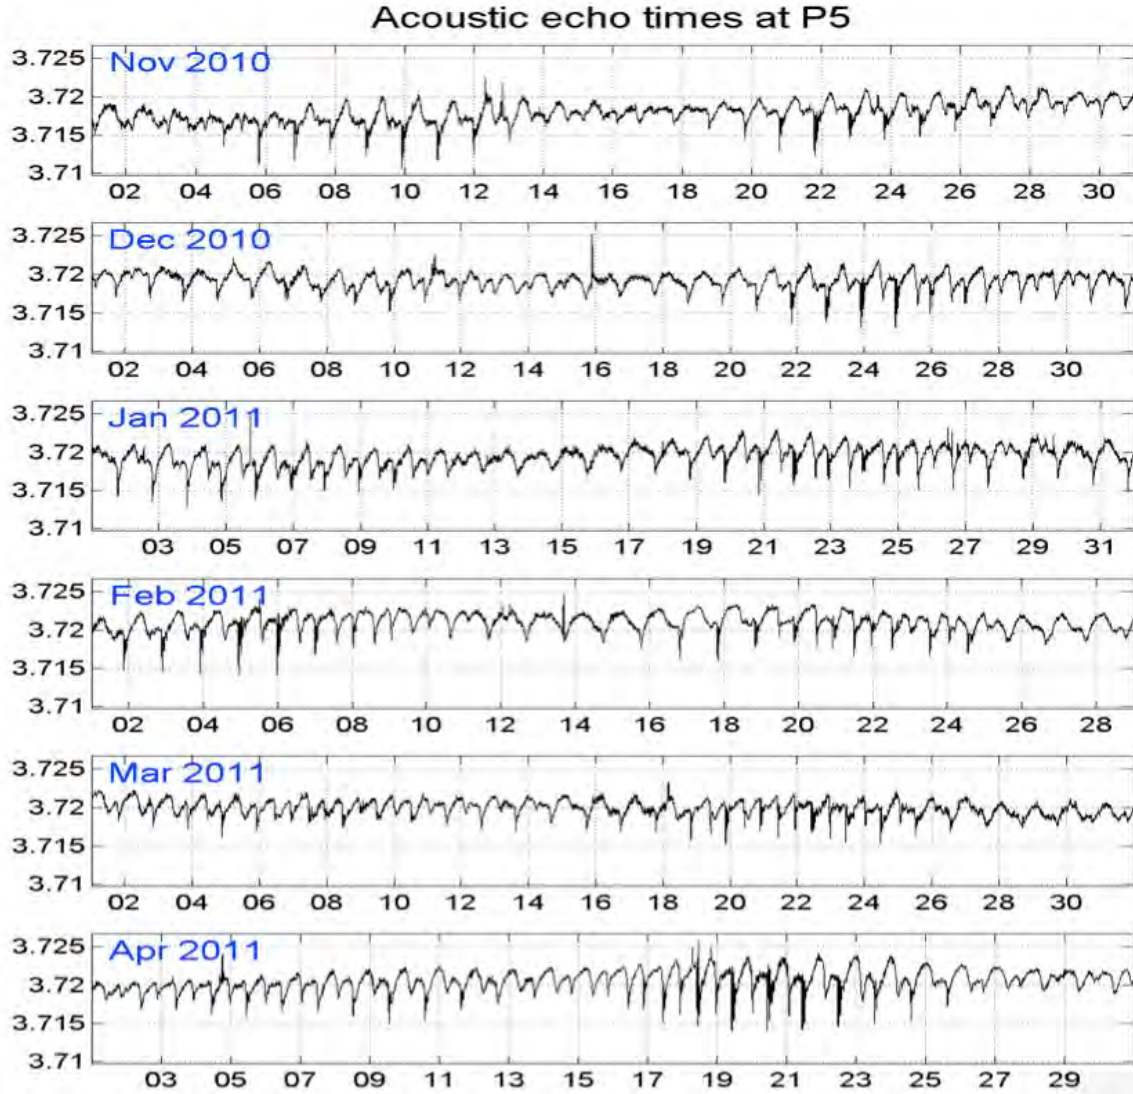 Acoustic echo times at P5
3.725
Nov 2010
3.72
3.715
3.71
02 04 06 08 10 12 14 16 18 20 22 24 26 28 30
3.725
Dec 2010
3.72
3.715
3.71
02 04 06 08 10 12 14 16 18 20 22 24 26 28 30
3.725
Jan 2011
3.72
3.715
3.71
03 05 07 09 11 13 15 17 19 21 23 25 27 29 31
3.725
Feb 2011
3.72
3.715
3.71
02 04 06 08 10 12 14 16 18 20 22 24 26 28
3.725
Mar 2011
3.72
3.715
3.71
02 04 06 08 10 12 14 16 18 20 22 24 26 28 30
3.725
Apr 2011
3.72
3.715
3.71
03 05 07 09 11 13 15 17 19 21 23 25 27 29